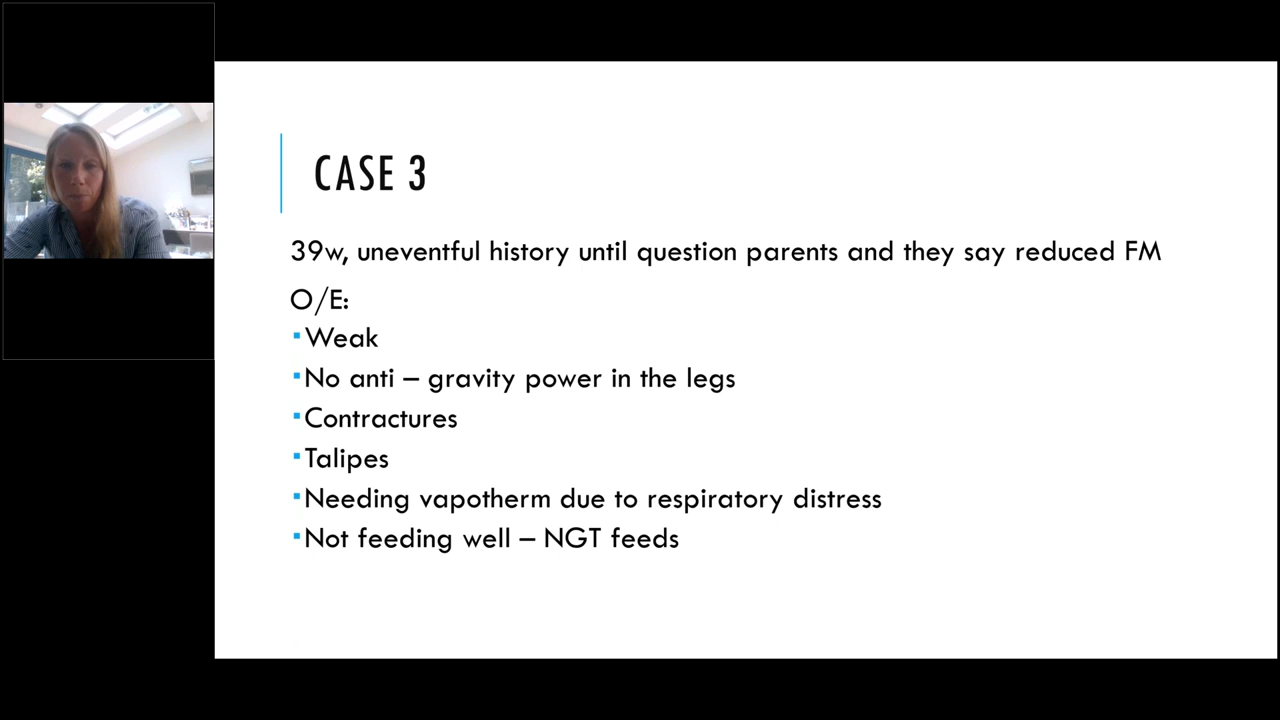 CASE 3
39w, uneventful history until question parents and they say reduced FM
O/E:
▪Weak
▪No anti – gravity power in the legs
▪Contractures
▪Talipes
▪Needing vapotherm due to respiratory distress
▪Not feeding well – NGT feeds